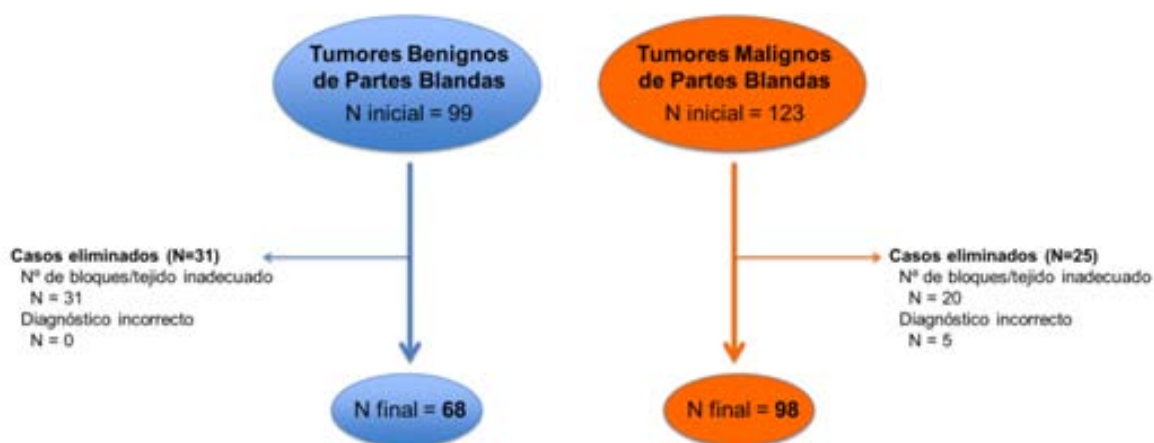 Tumores Benignos
de Partes Blandas
N inicial = 99
Tumores Malignos
de Partes Blandas
N inicial = 123
Casos eliminados (N=31)
Nº de bloques/tejido inadecuado
N = 31
Diagnóstico incorrecto
N = 0
Casos eliminados (N=25)
Nº de bloques/tejido inadecuado
N = 20
Diagnóstico incorrecto
N = 5
N final = 68
N final = 98